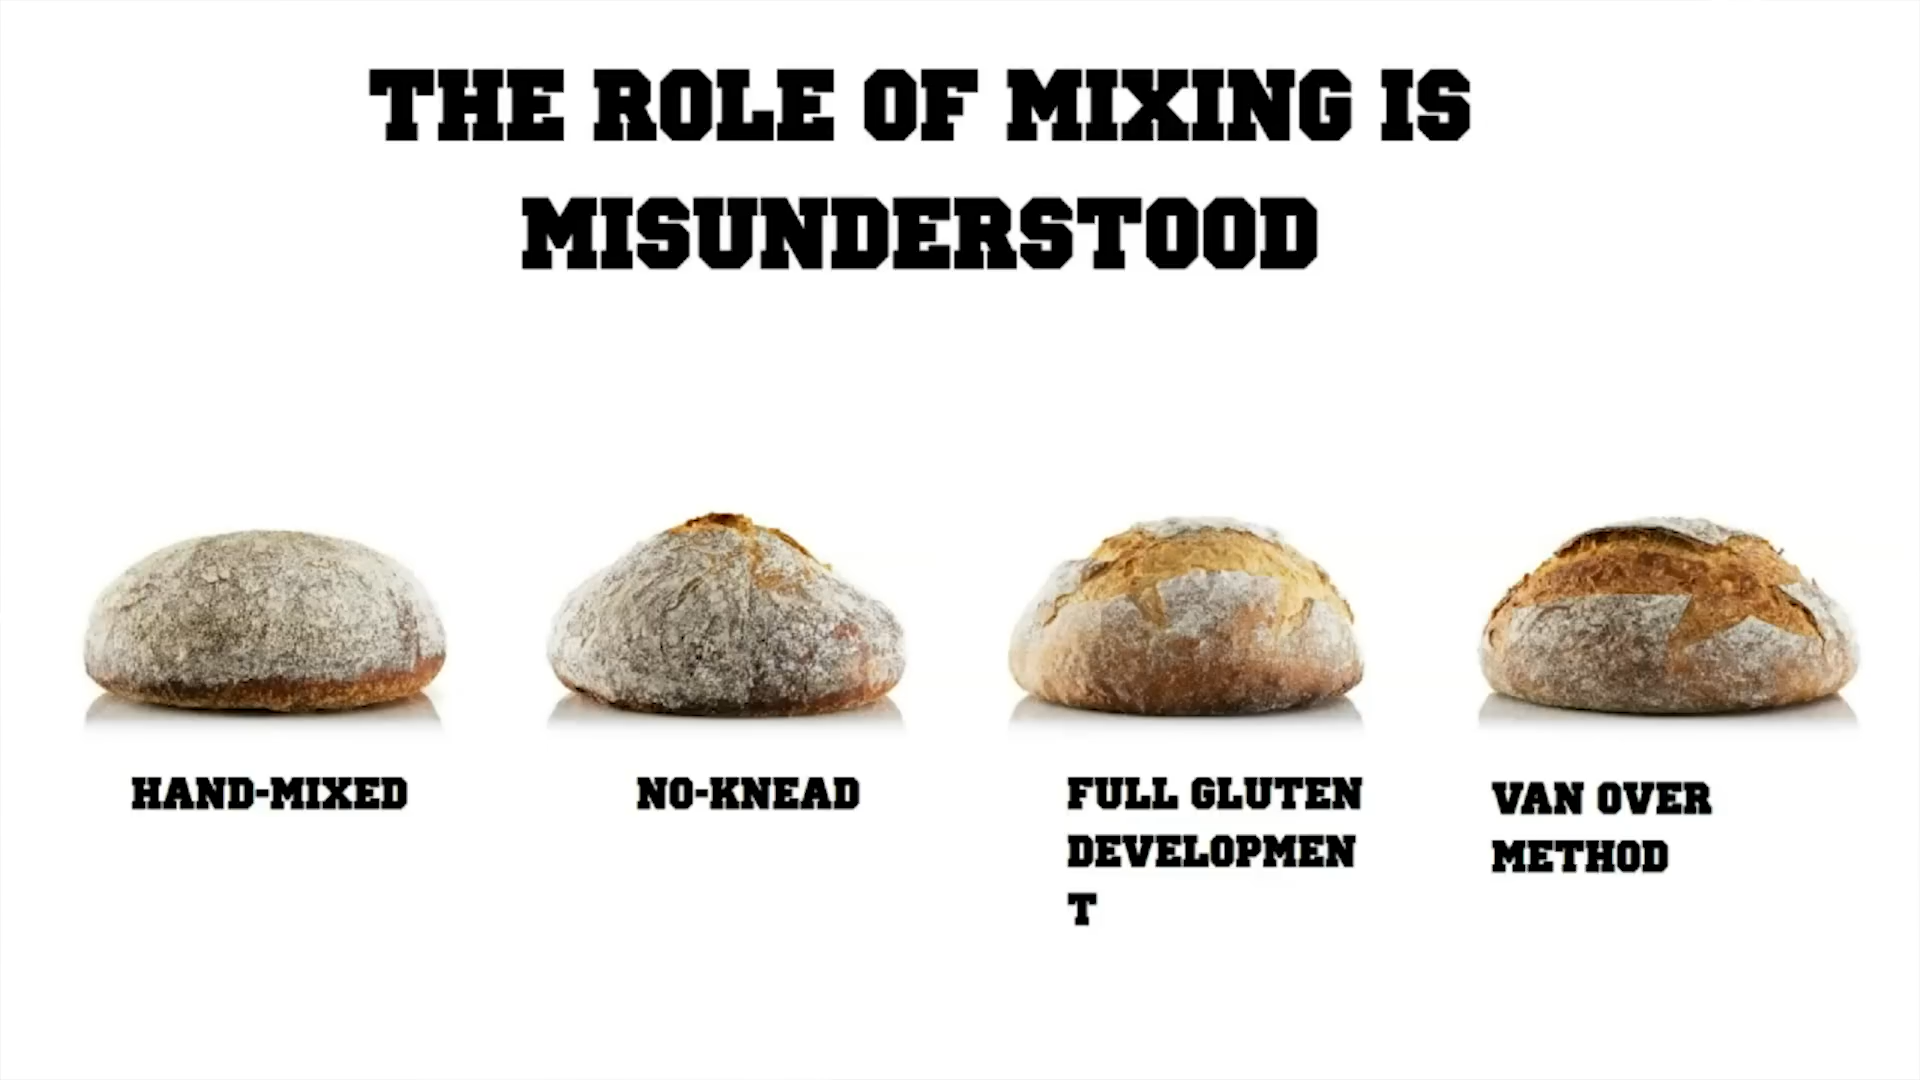 THE ROLE OF MIXING IS
MISUNDERSTOOD
HAND-MIXED
NO-KNEAD
FULL GLUTEN
DEVELOPMEN
T
VAN OVER
METHOD